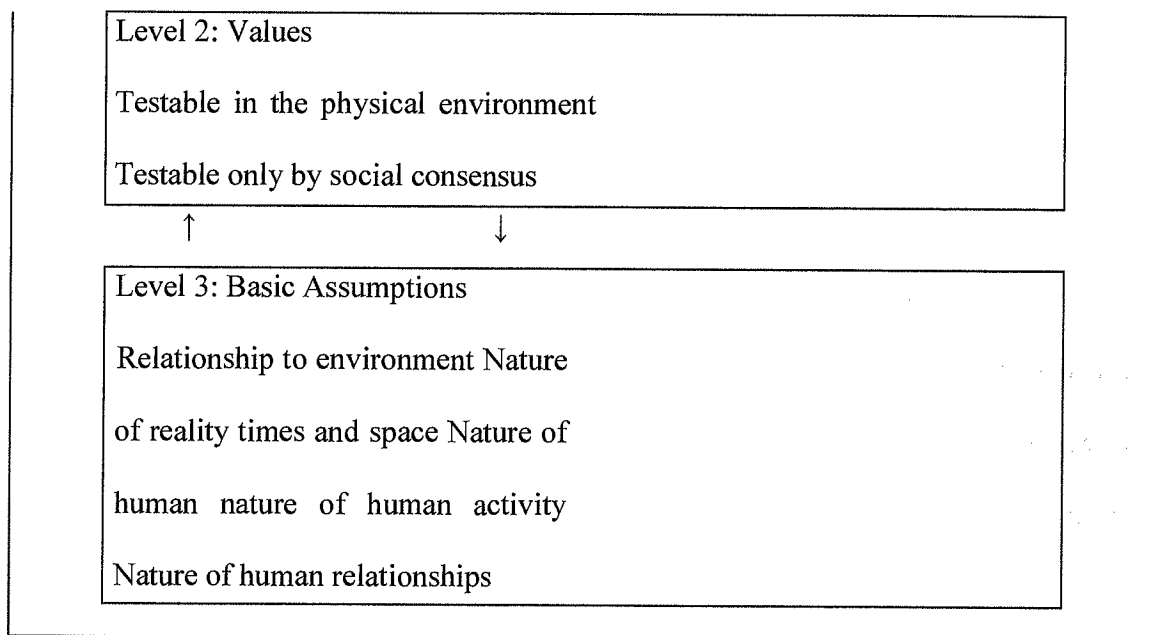 Level 2: Values
Testable in the physical environment
Testable only by social consensus
↑ ↓
Level 3: Basic Assumptions
Relationship to environment Nature
of reality times and space Nature of
human nature of human activity
Nature of human relationships